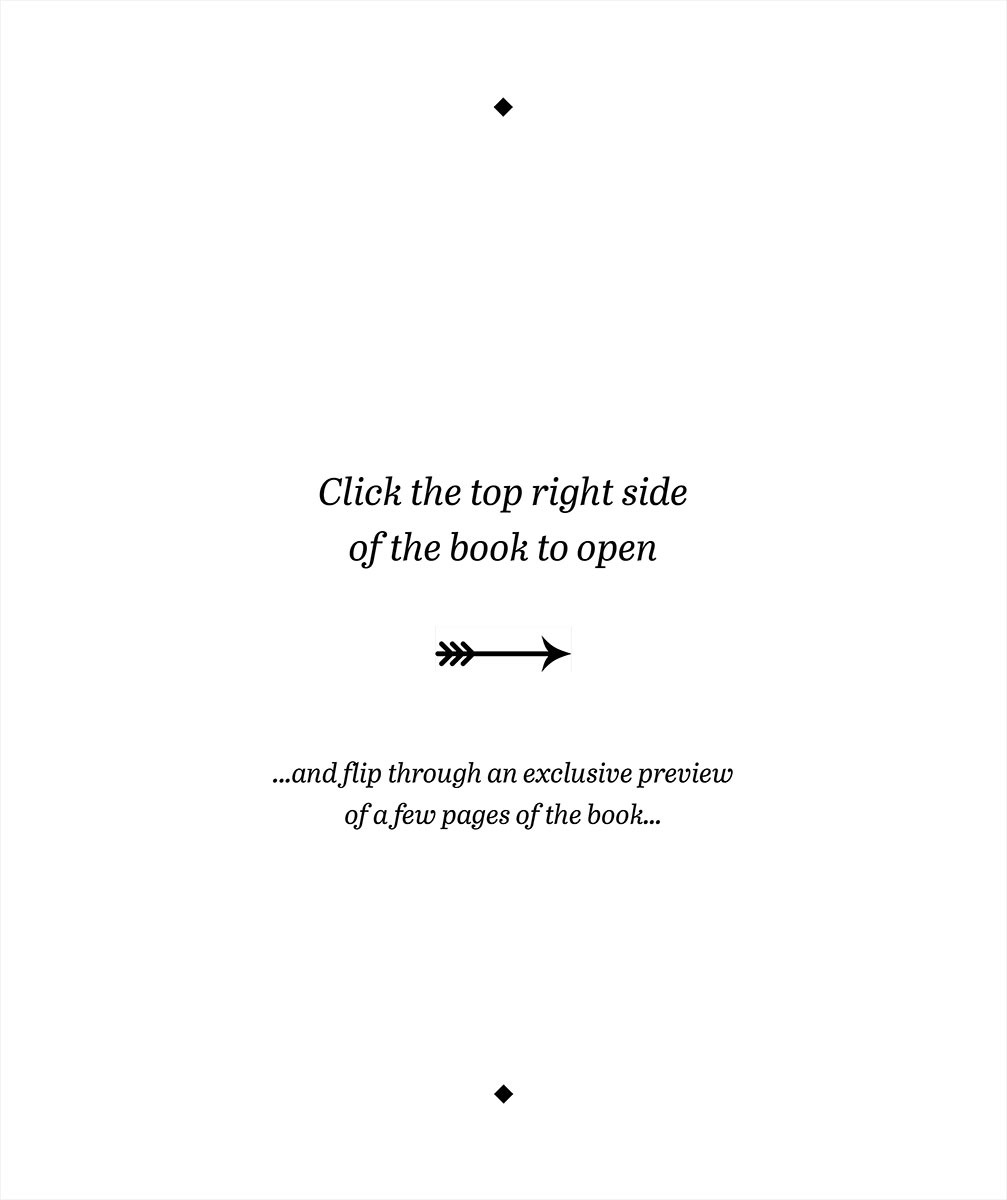 Click the top right side
of the book to open
...and flip through an exclusive preview
of a few pages of the book...